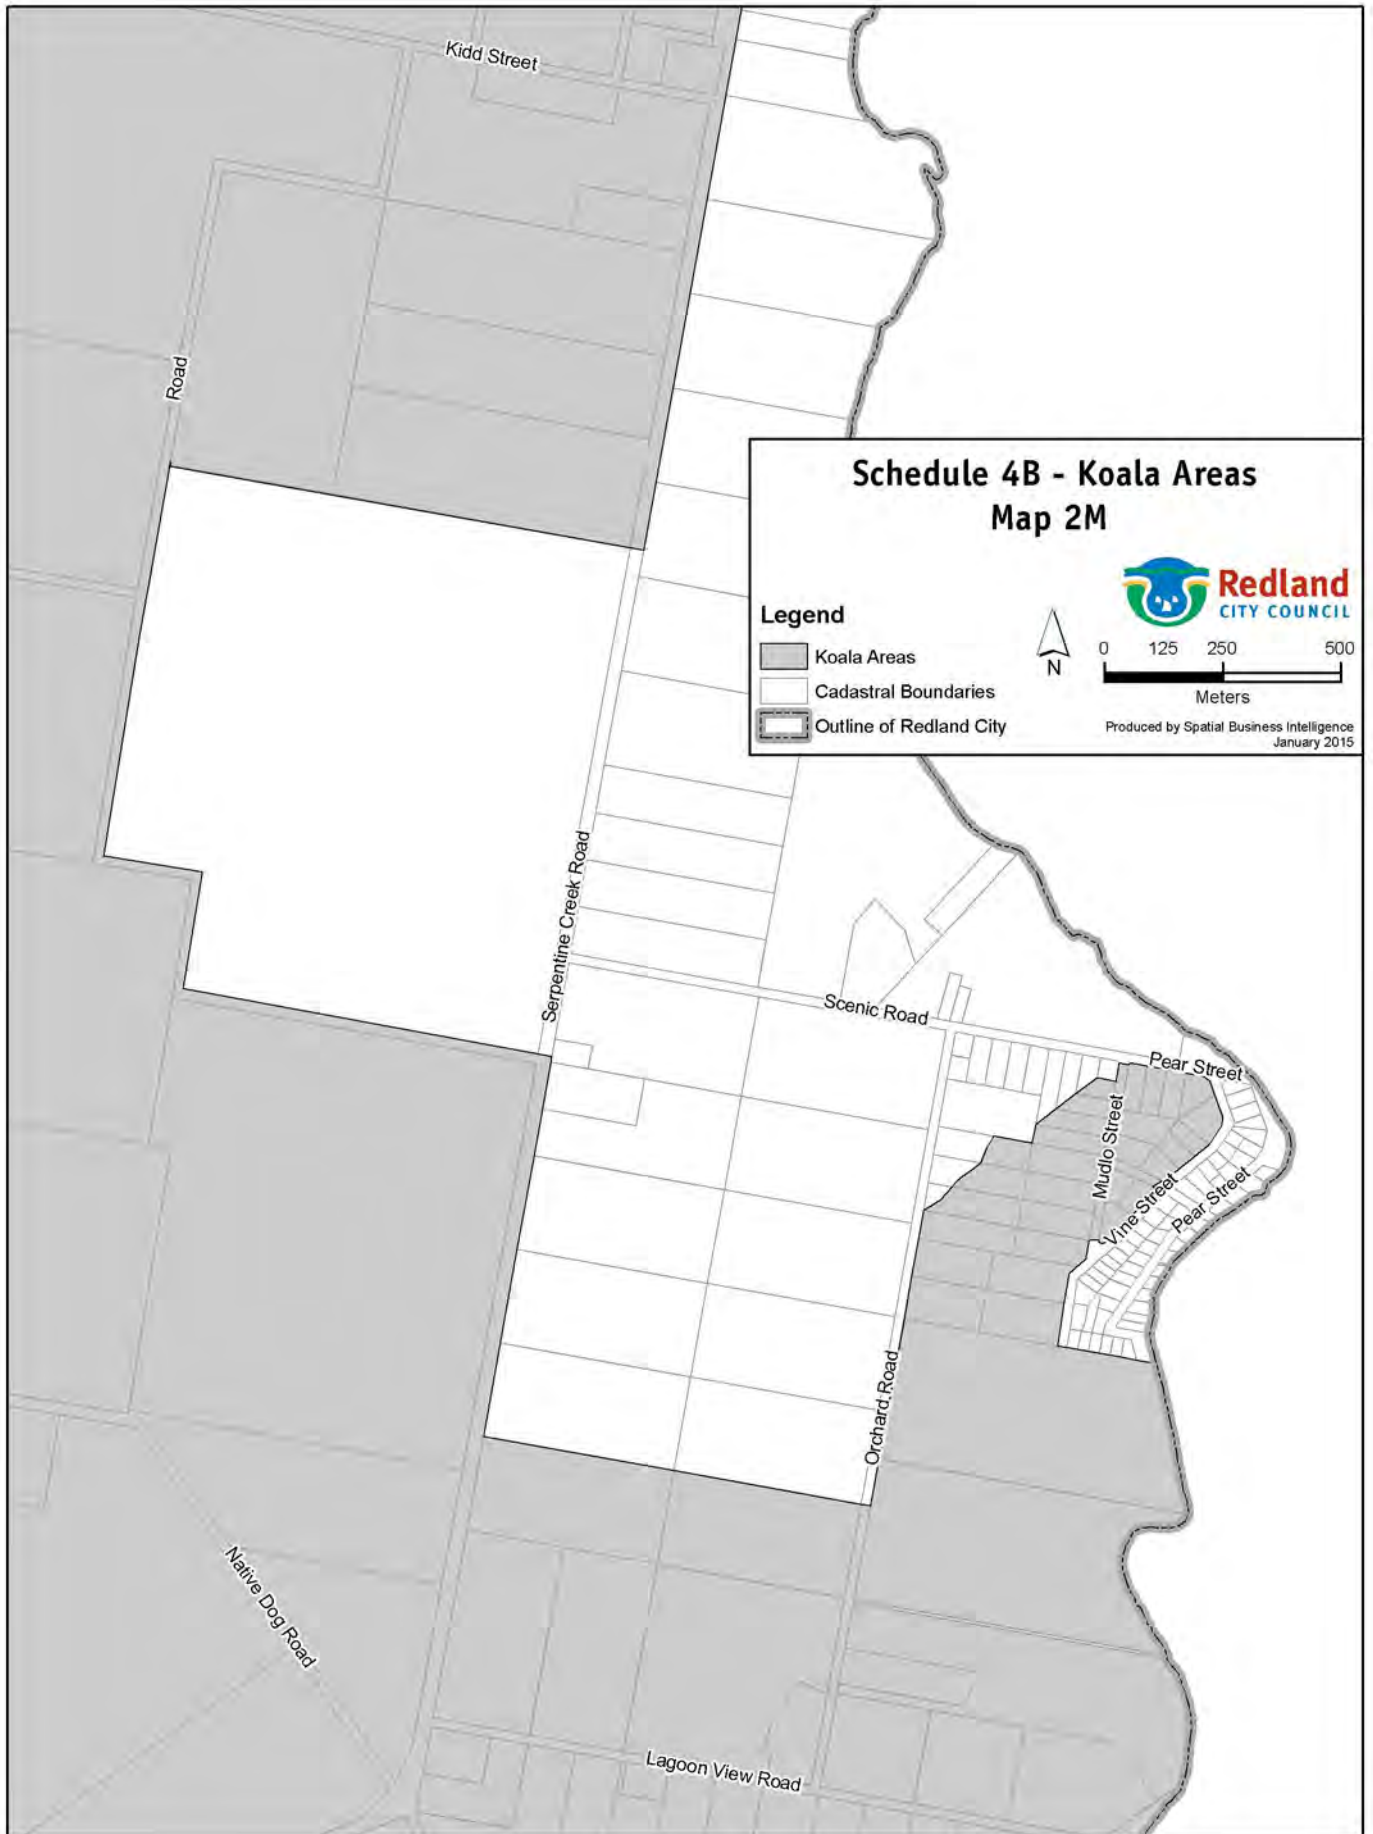 Kidd Street
Road
Schedule 4B - Koala Areas
Map 2M
Redland
CITY COUNCIL
Legend
Koala Areas
Cadastral Boundaries
Outline of Redland City
N
0 125 250 500
Meters
Produced by Spatial Business Intelligence
January 2015
Serpentine Creek Road
Scenic Road
Pear Street
Mudlo Street
Vine Street
Pear Street
Orchard Road
Native Dog Road
Lagoon View Road